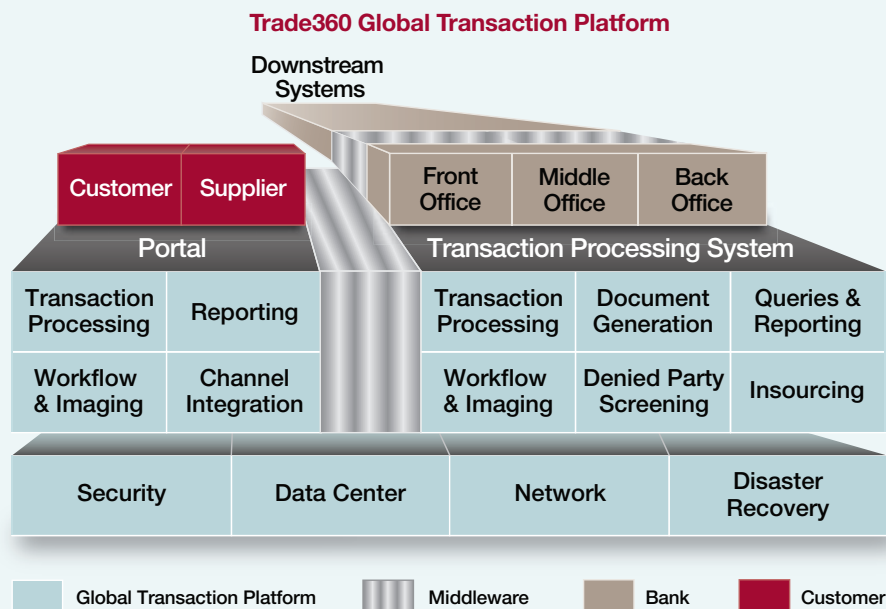 Trade360 Global Transaction Platform
Downstream
Systems
Customer
Supplier
Front
Office
Middle
Office
Back
Office
Portal
Transaction Processing System
Transaction
Processing
Reporting
Transaction
Processing
Document
Generation
Queries &
Reporting
Workflow
& Imaging
Channel
Integration
Workflow
& Imaging
Denied Party
Screening
Insourcing
Security
Data Center
Network
Disaster
Recovery
Global Transaction Platform
Middleware
Bank
Customer